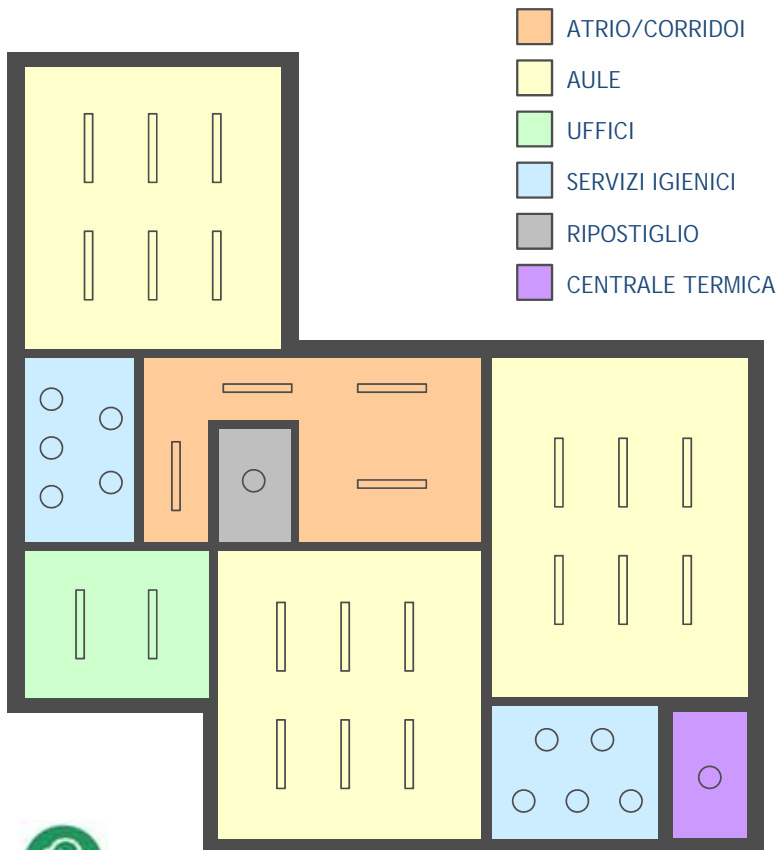 ATRIO/CORRIDOI
AULE
UFFICI
SERVIZI IGIENICI
RIPOSTIGLIO
CENTRALE TERMICA